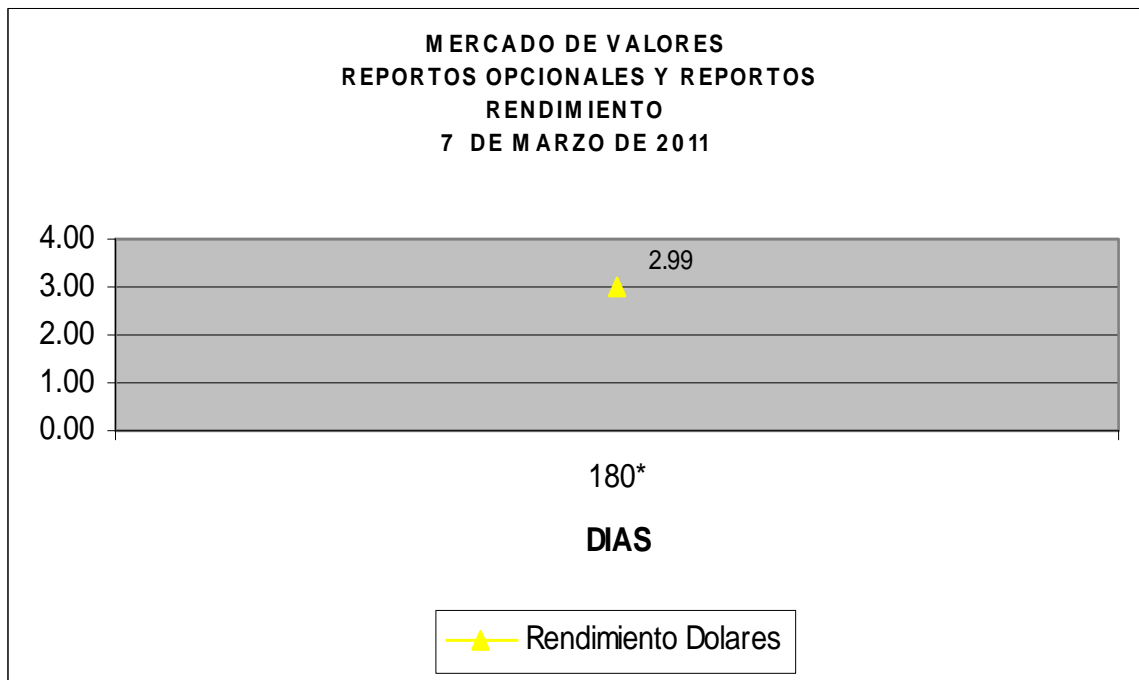 MERCADO DE VALORES
REPORTOS OPCIONALES Y REPORTOS
RENDIMIENTO
7 DE MARZO DE 2011
4.00
3.00
2.00
1.00
0.00
2.99
180*
DIAS
Rendimiento Dolares